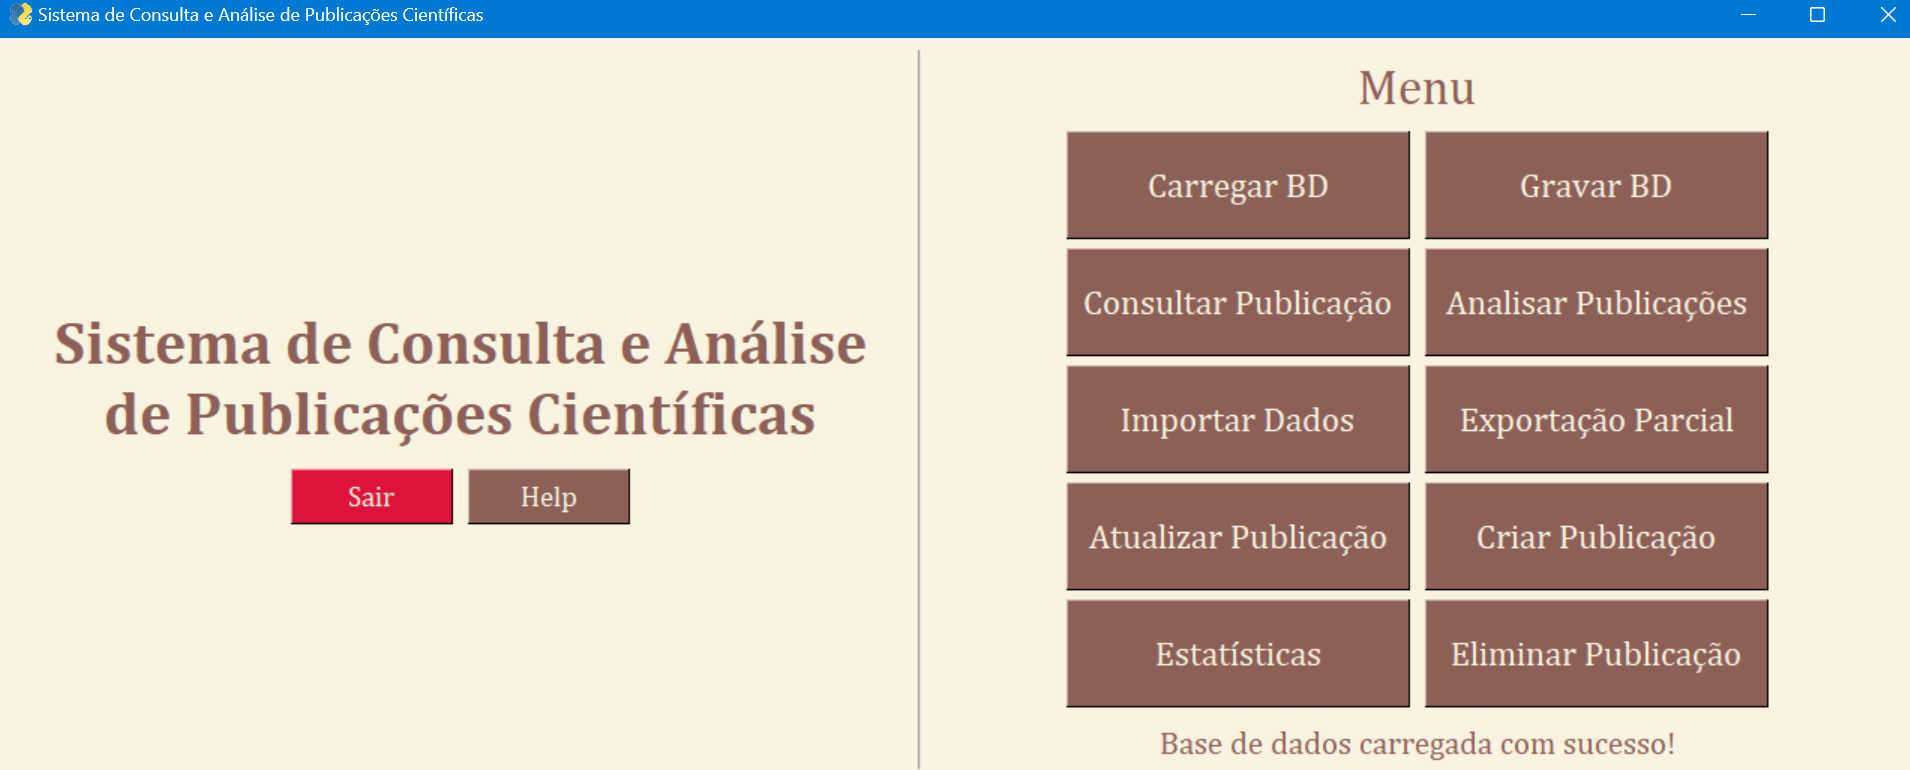 Sistema de Consulta e Análise de Publicações Científicas
Sistema de Consulta e Análise
de Publicações Científicas
Sair
Help
Menu
Carregar BD
Gravar BD
Consultar Publicação
Analisar Publicações
Importar Dados
Exportação Parcial
Atualizar Publicação
Criar Publicação
Estatísticas
Eliminar Publicação
Base de dados carregada com sucesso!